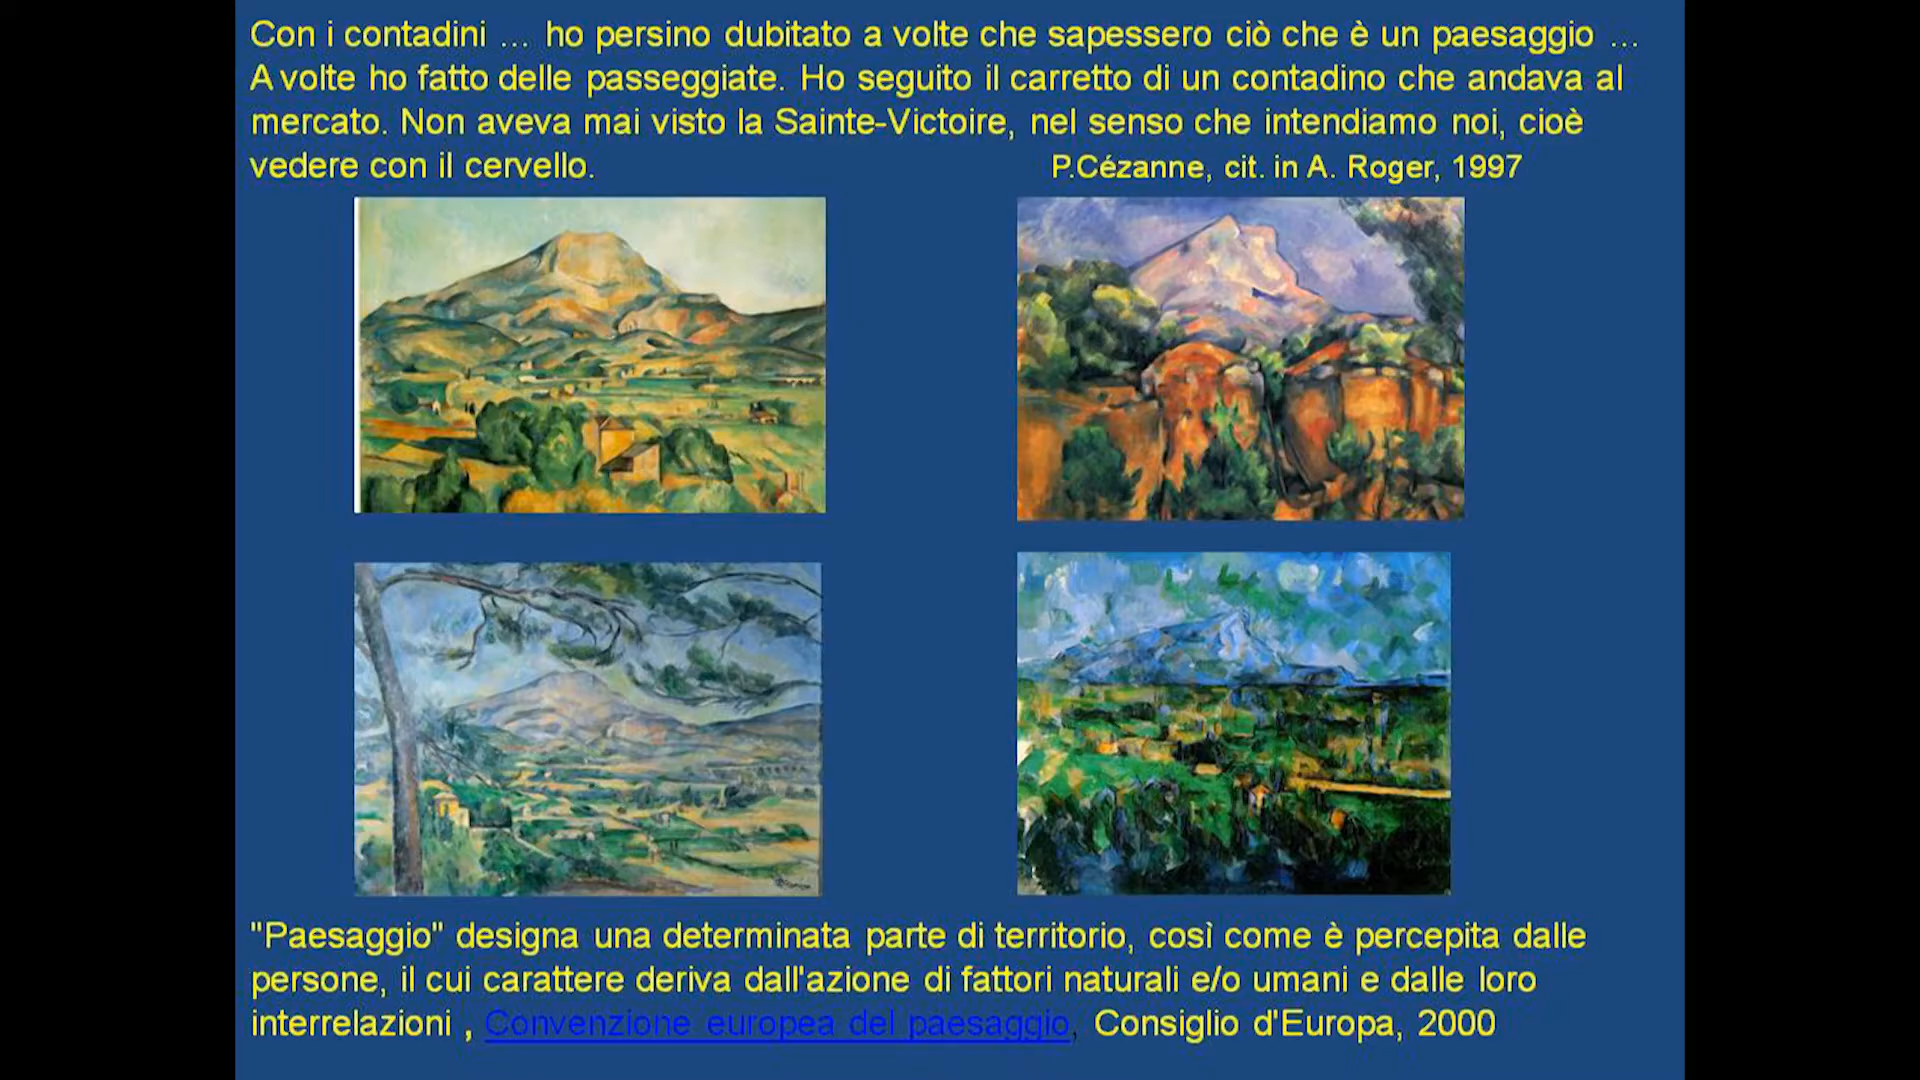 Con i contadini … ho persino dubitato a volte che sapessero ciò che è un paesaggio …
A volte ho fatto delle passeggiate. Ho seguito il carretto di un contadino che andava al
mercato. Non aveva mai visto la Sainte-Victoire, nel senso che intendiamo noi, cioè
vedere con il cervello. P.Cézanne, cit. in A. Roger, 1997
"Paesaggio" designa una determinata parte di territorio, così come è percepita dalle
persone, il cui carattere deriva dall'azione di fattori naturali e/o umani e dalle loro
interrelazioni , Convenzione europea del paesaggio, Consiglio d'Europa, 2000